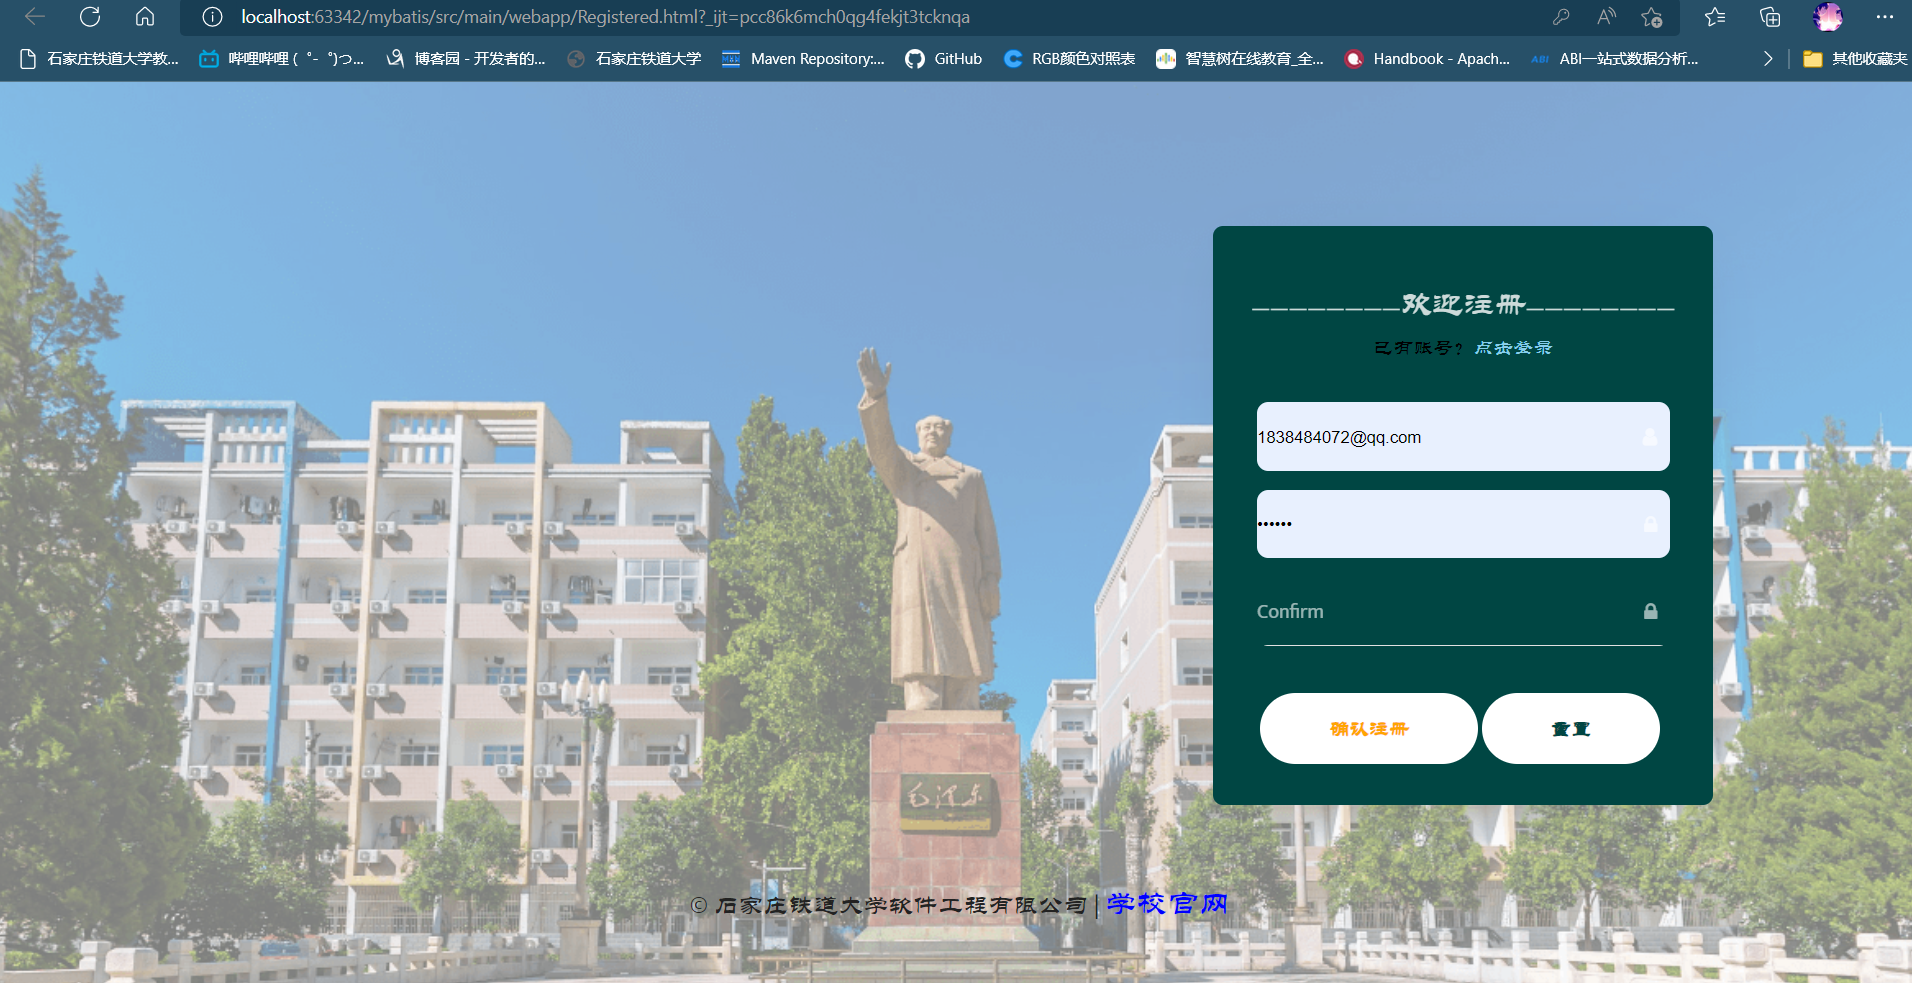 localhost:63342/mybatis/src/main/webapp/Registered.html?_ijt=pcc86k6mch0qg4fekjt3tcknqa
石家庄铁道大学教... 哔哩哔哩 (゜-゜)つ... 博客园 - 开发者的... 石家庄铁道大学 Maven Repository:... GitHub RGB颜色对照表 智慧树在线教育_全... Handbook - Apach... ABI一站式数据分析... 其他收藏夹
________欢迎注册________
已有账号？点击登录
1838484072@qq.com
••••••
Confirm
确认注册 重置
毛泽东
© 石家庄铁道大学软件工程有限公司 | 学校官网